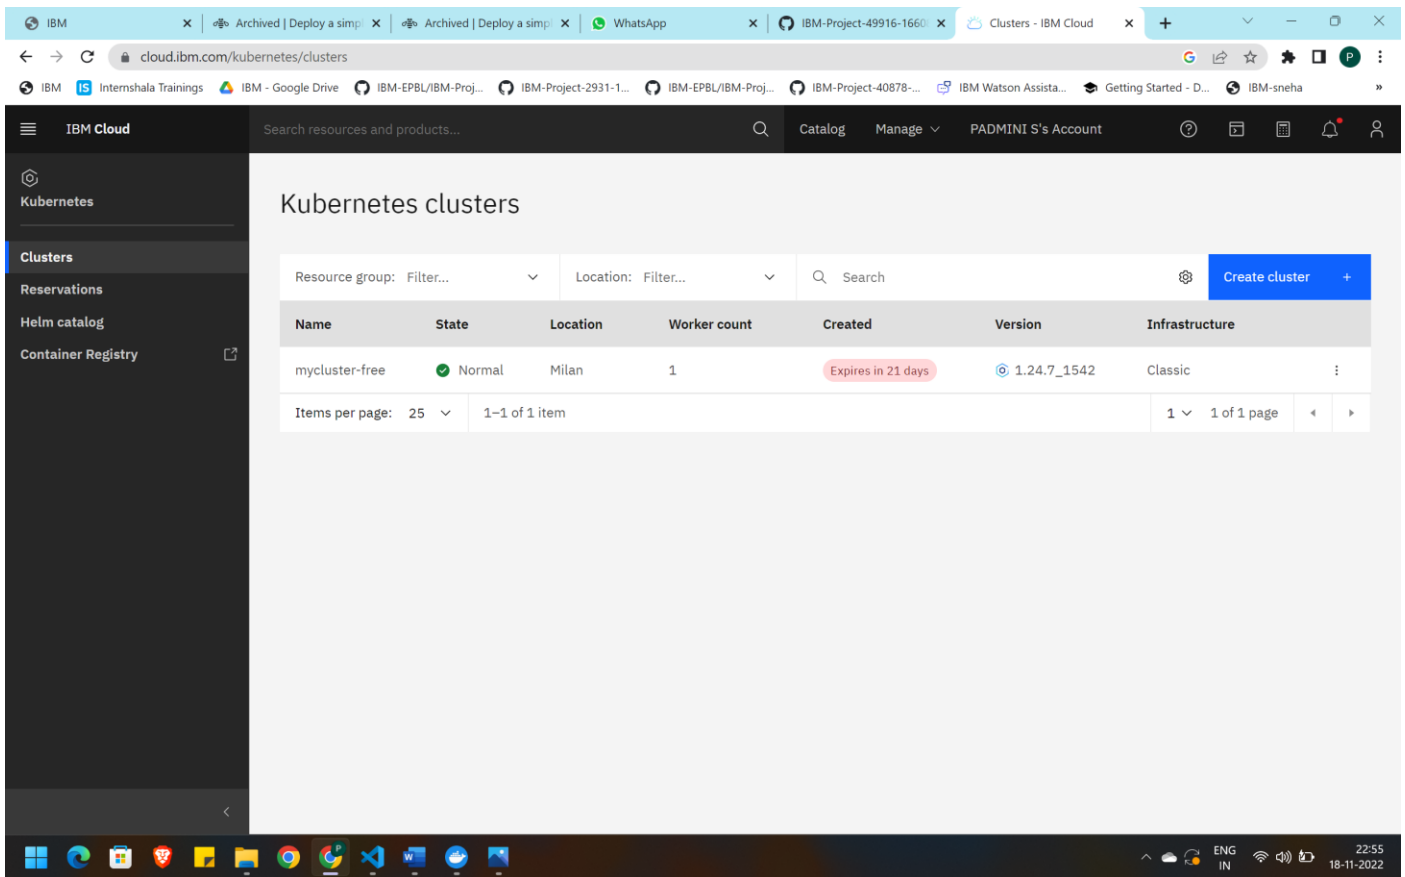 IBM
Archived | Deploy a simpl
Archived | Deploy a simpl
WhatsApp
IBM-Project-49916-1660
Clusters - IBM Cloud
cloud.ibm.com/kubernetes/clusters
G
P
IBM
IS Internshala Trainings
IBM - Google Drive
IBM-EPBL/IBM-Proj...
IBM-Project-2931-1...
IBM-EPBL/IBM-Proj...
IBM-Project-40878-...
IBM Watson Assista...
Getting Started - D...
IBM-sneha
»
IBM Cloud
Search resources and products...
Catalog
Manage
PADMINI S's Account
Kubernetes
Clusters
Reservations
Helm catalog
Container Registry
Kubernetes clusters
Resource group: Filter...
Location: Filter...
Search
Create cluster +
Name State Location Worker count Created Version Infrastructure
mycluster-free Normal Milan 1 Expires in 21 days 1.24.7_1542 Classic
Items per page: 25 1–1 of 1 item
1 1 of 1 page
ENG
IN
22:55
18-11-2022